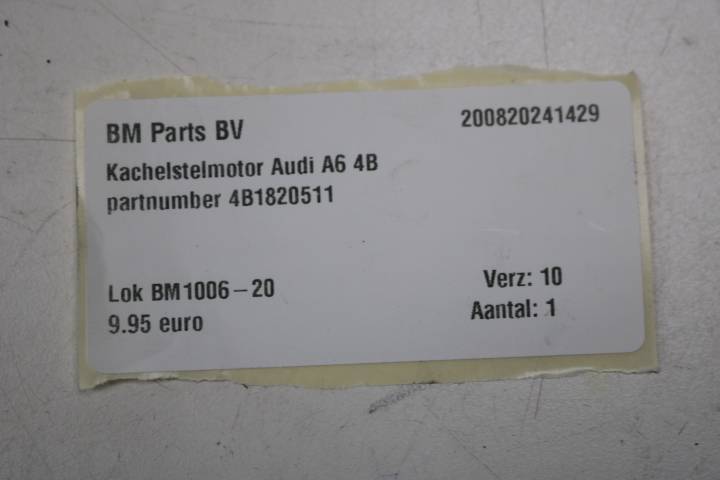 BM Parts BV
200820241429
Kachelstelmotor Audi A6 4B
partnumber 4B1820511
Lok BM1006-20
Verz: 10
9.95 euro
Aantal: 1